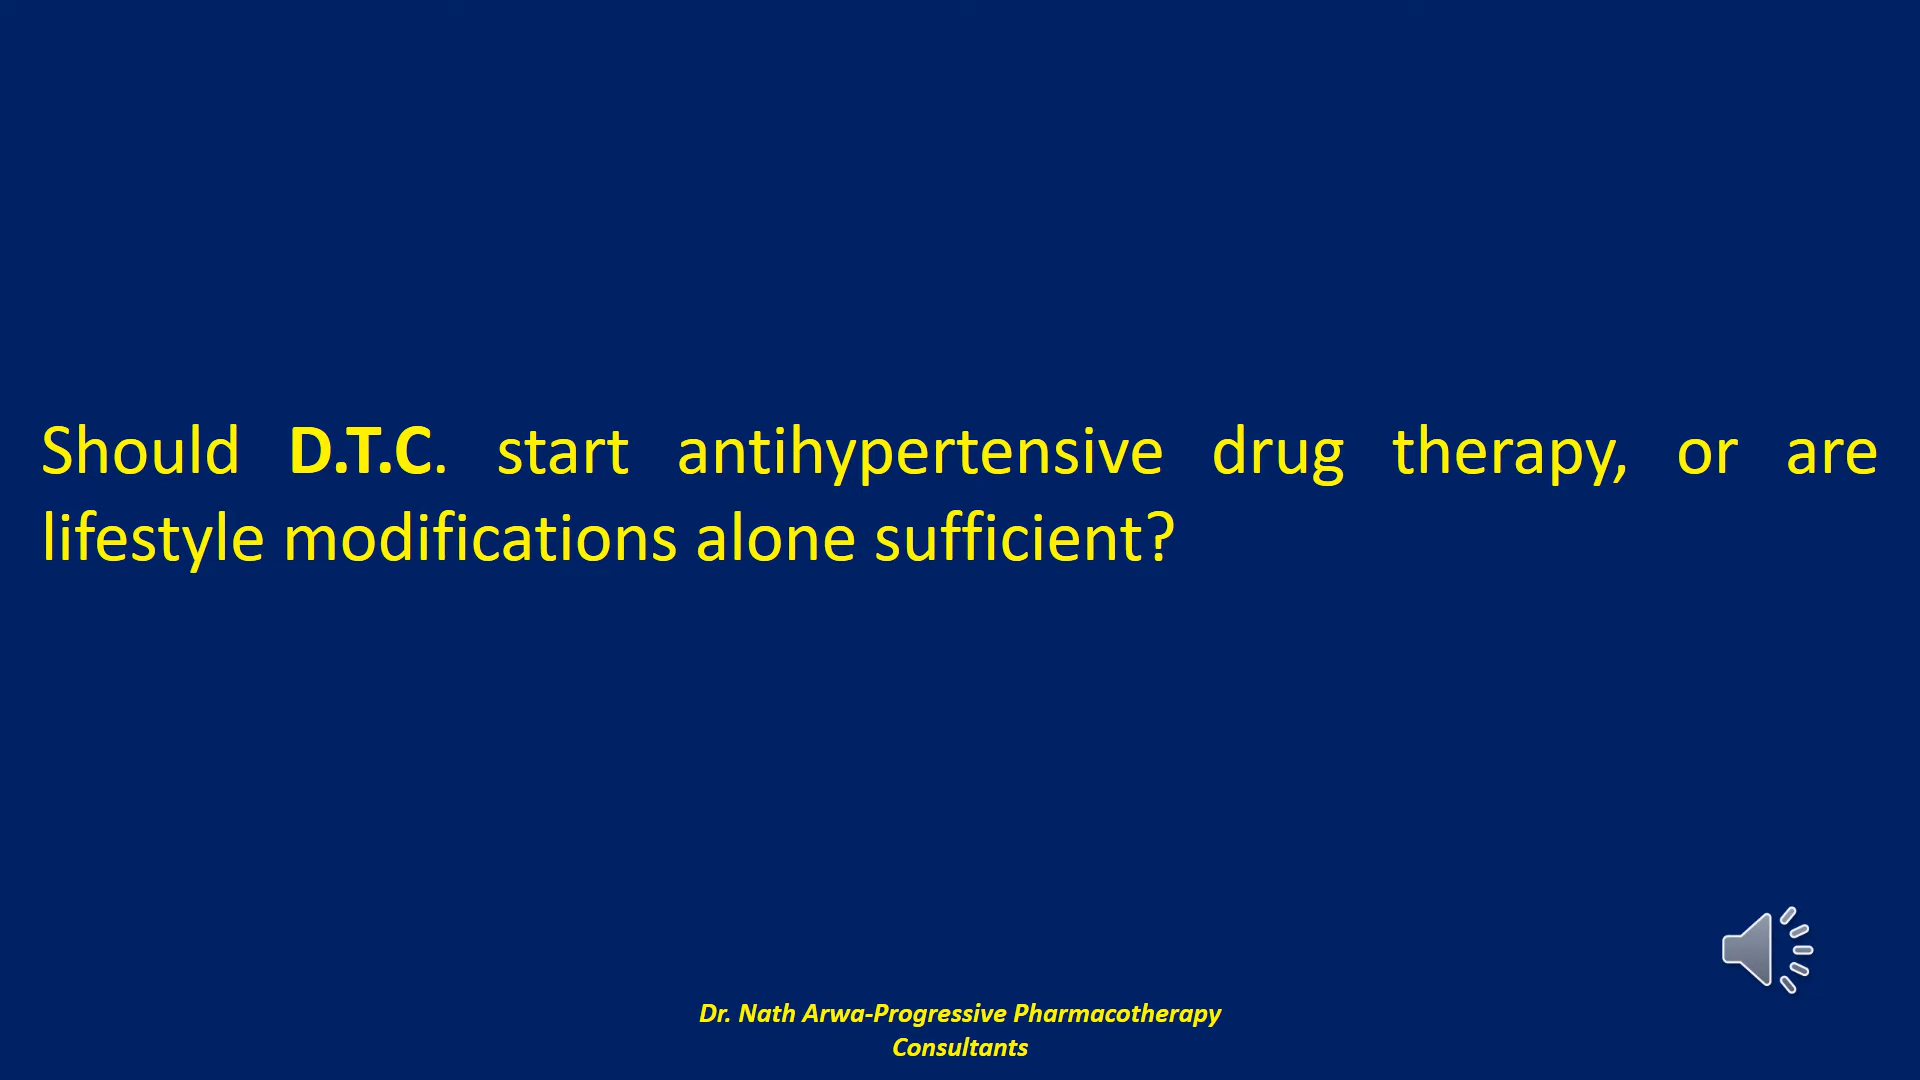 Should D.T.C. start antihypertensive drug therapy, or are
lifestyle modifications alone sufficient?
Dr. Nath Arwa-Progressive Pharmacotherapy
Consultants